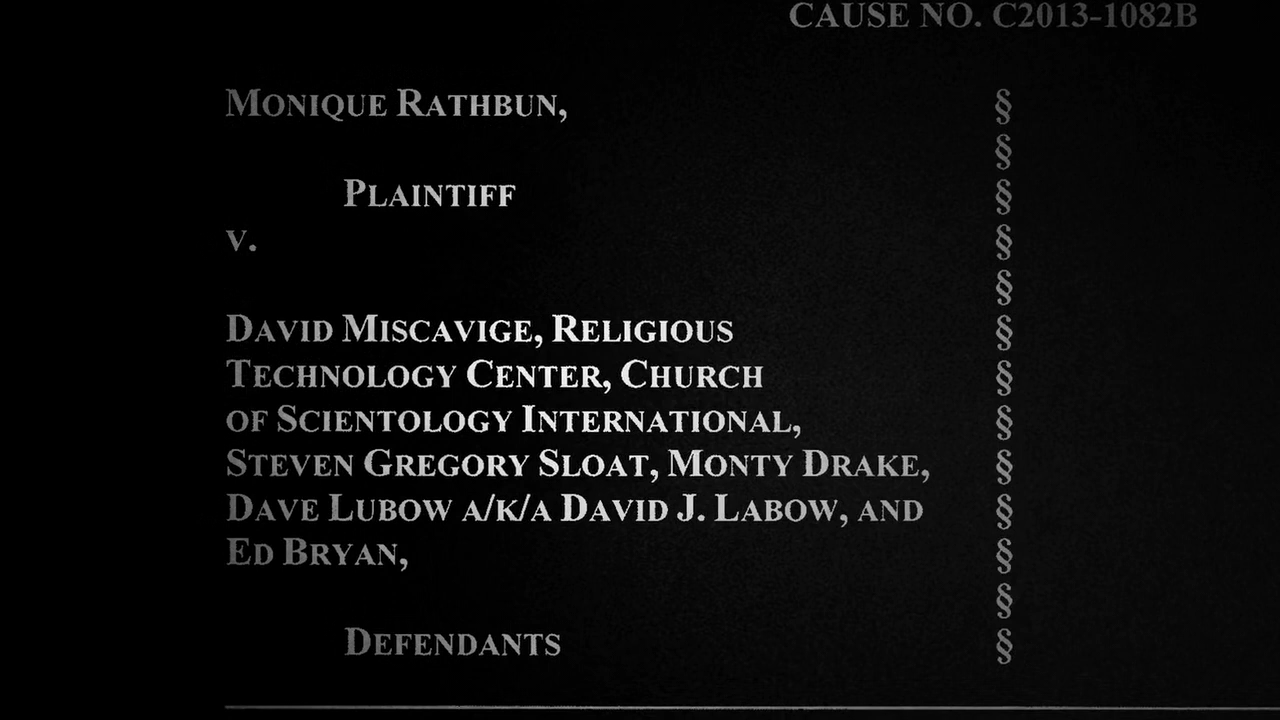 CAUSE NO. C2013-1082B
MONIQUE RATHBUN, §
§
PLAINTIFF §
V. §
§
DAVID MISCAVIGE, RELIGIOUS §
TECHNOLOGY CENTER, CHURCH §
OF SCIENTOLOGY INTERNATIONAL, §
STEVEN GREGORY SLOAT, MONTY DRAKE, §
DAVE LUBOW A/K/A DAVID J. LABOW, AND §
ED BRYAN, §
§
DEFENDANTS §